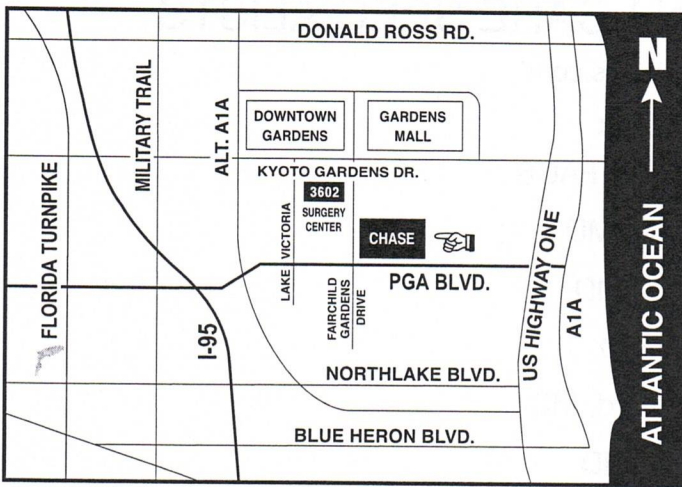 DONALD ROSS RD.
N
MILITARY TRAIL
ALT. A1A
DOWNTOWN
GARDENS
GARDENS
MALL
KYOTO GARDENS DR.
FLORIDA TURNPIKE
3602
SURGERY
CENTER
LAKE VICTORIA
CHASE
PGA BLVD.
FAIRCHILD
GARDENS
DRIVE
US HIGHWAY ONE
A1A
ATLANTIC OCEAN
I-95
NORTHLAKE BLVD.
BLUE HERON BLVD.